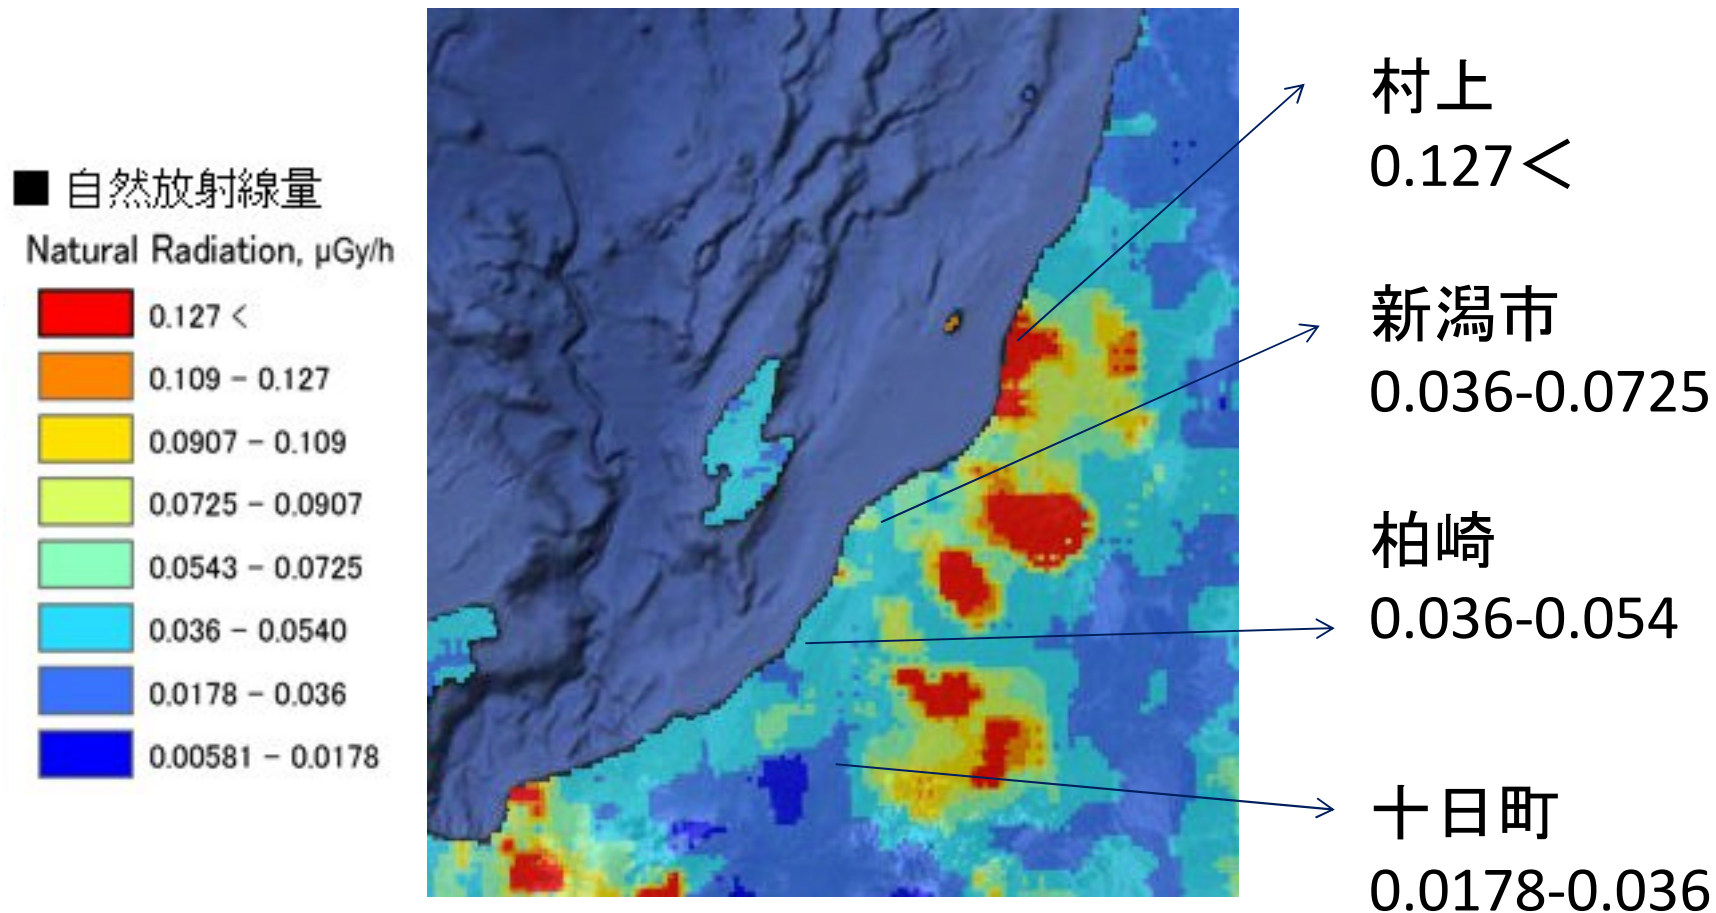 ■ 自然放射線量
Natural Radiation, μGy/h
0.127 <
0.109 - 0.127
0.0907 - 0.109
0.0725 - 0.0907
0.0543 - 0.0725
0.036 - 0.0540
0.0178 - 0.036
0.00581 - 0.0178
村上
0.127＜
新潟市
0.036-0.0725
柏崎
0.036-0.054
十日町
0.0178-0.036